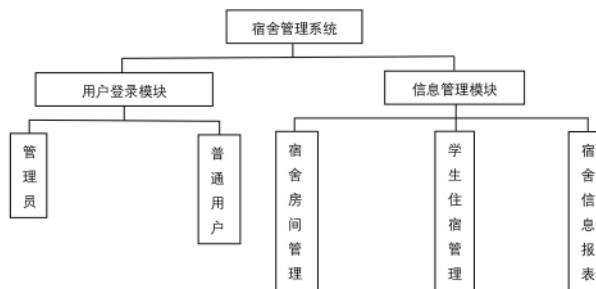 宿舍管理系统
用户登录模块
信息管理模块
管理员
普通用户
宿舍房间管理
学生住宿管理
宿舍信息报表